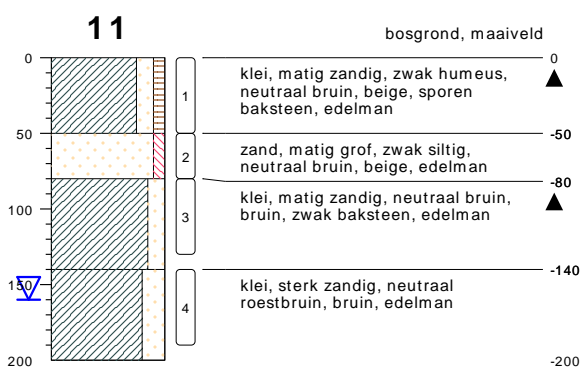 11
bosgrond, maaiveld
0
0
klei, matig zandig, zwak humeus,
neutraal bruin, beige, sporen
baksteen, edelman
1
50
-50
zand, matig grof, zwak siltig,
neutraal bruin, beige, edelman
2
-80
klei, matig zandig, neutraal bruin,
bruin, zwak baksteen, edelman
3
100
-140
klei, sterk zandig, neutraal
roestbruin, bruin, edelman
150
4
200
-200